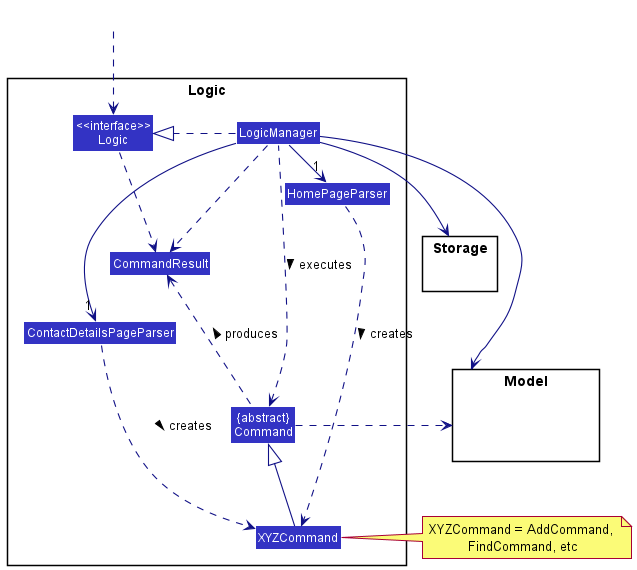 Logic
<<interface>>
Logic
LogicManager
1
HomePageParser
Storage
CommandResult
executes
1
ContactDetailsPageParser
produces
creates
Model
{abstract}
Command
creates
XYZCommand
XYZCommand = AddCommand,
FindCommand, etc